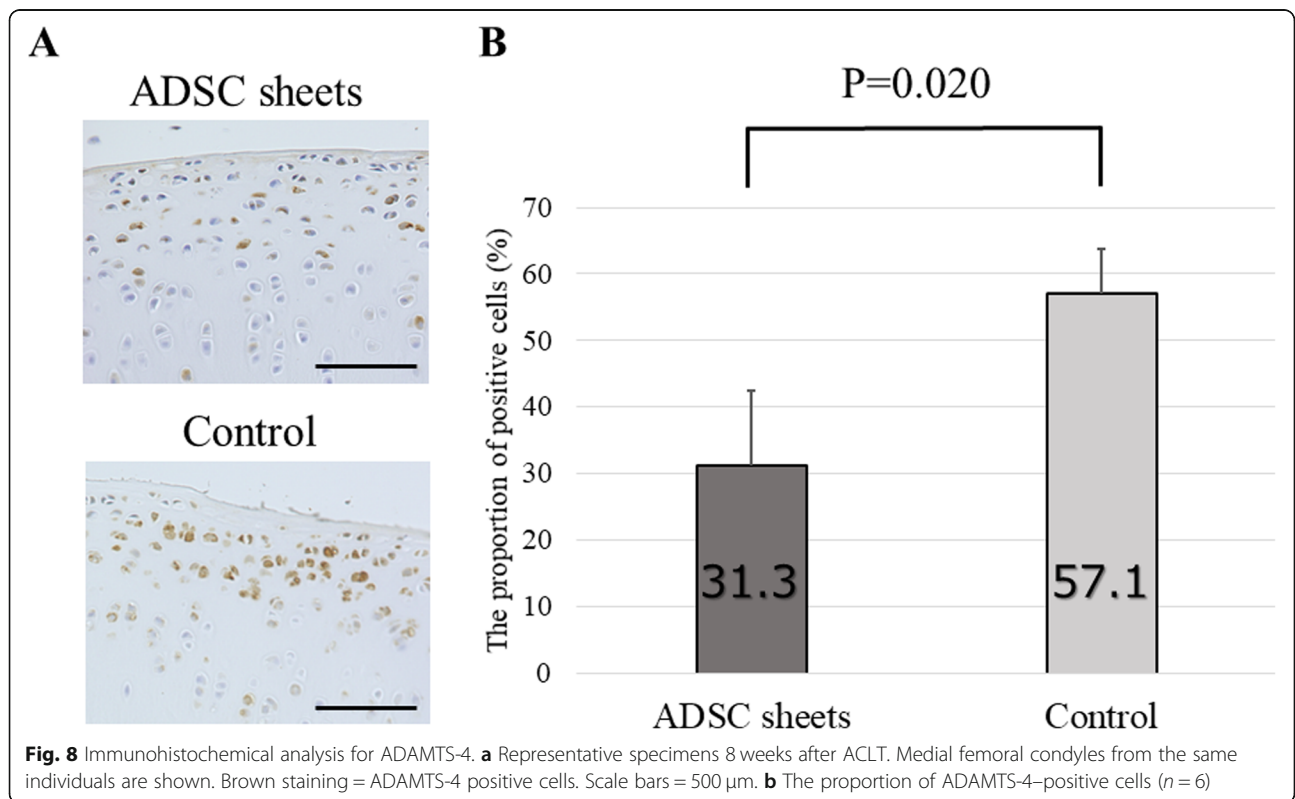 A
ADSC sheets
Control
B
P=0.020
The proportion of positive cells (%)
70
60
50
40
30
20
10
0
31.3
57.1
ADSC sheets
Control
Fig. 8 Immunohistochemical analysis for ADAMTS-4. a Representative specimens 8 weeks after ACLT. Medial femoral condyles from the same
individuals are shown. Brown staining = ADAMTS-4 positive cells. Scale bars = 500 μm. b The proportion of ADAMTS-4–positive cells (n = 6)